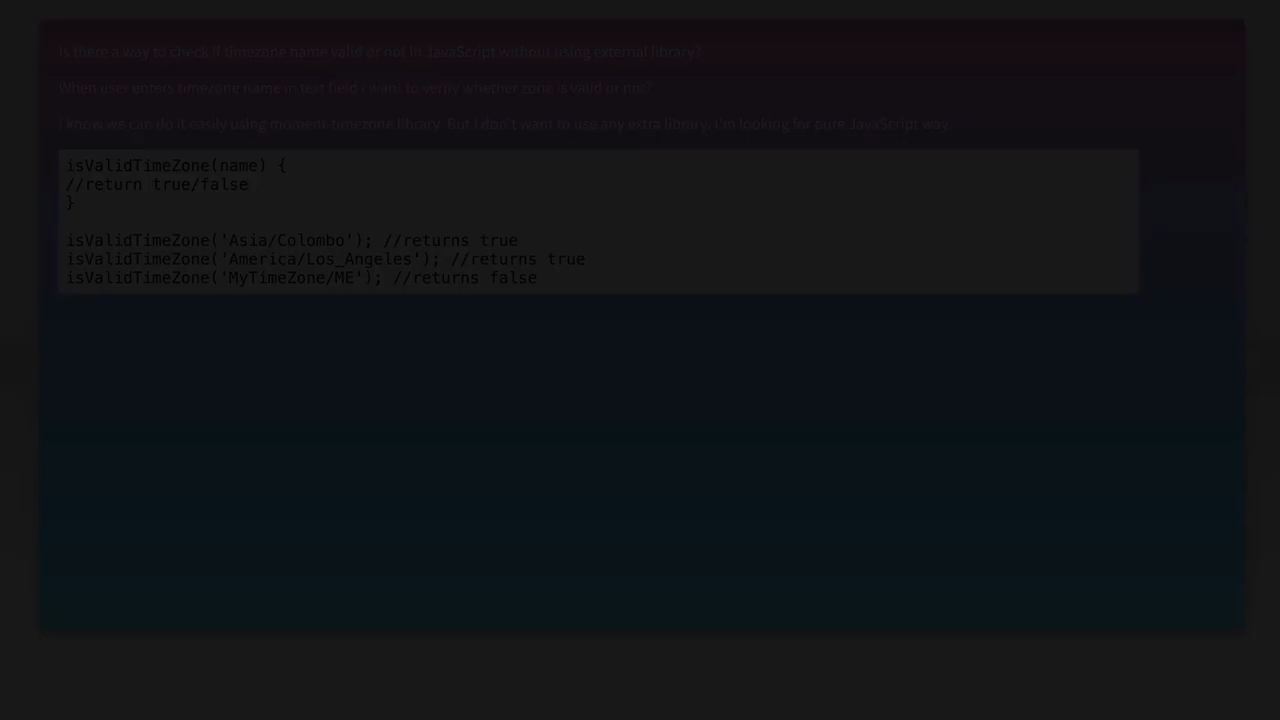 Is there a way to check if timezone name valid or not in JavaScript without using external library?
When user enters timezone name in text field I want to verify whether zone is valid or not?
I know we can do it easily using moment-timezone library. But I don't want to use any extra library. I'm looking for pure JavaScript way.
isValidTimeZone(name) {
//return true/false
}
isValidTimeZone('Asia/Colombo'); //returns true
isValidTimeZone('America/Los_Angeles'); //returns true
isValidTimeZone('MyTimeZone/ME'); //returns false